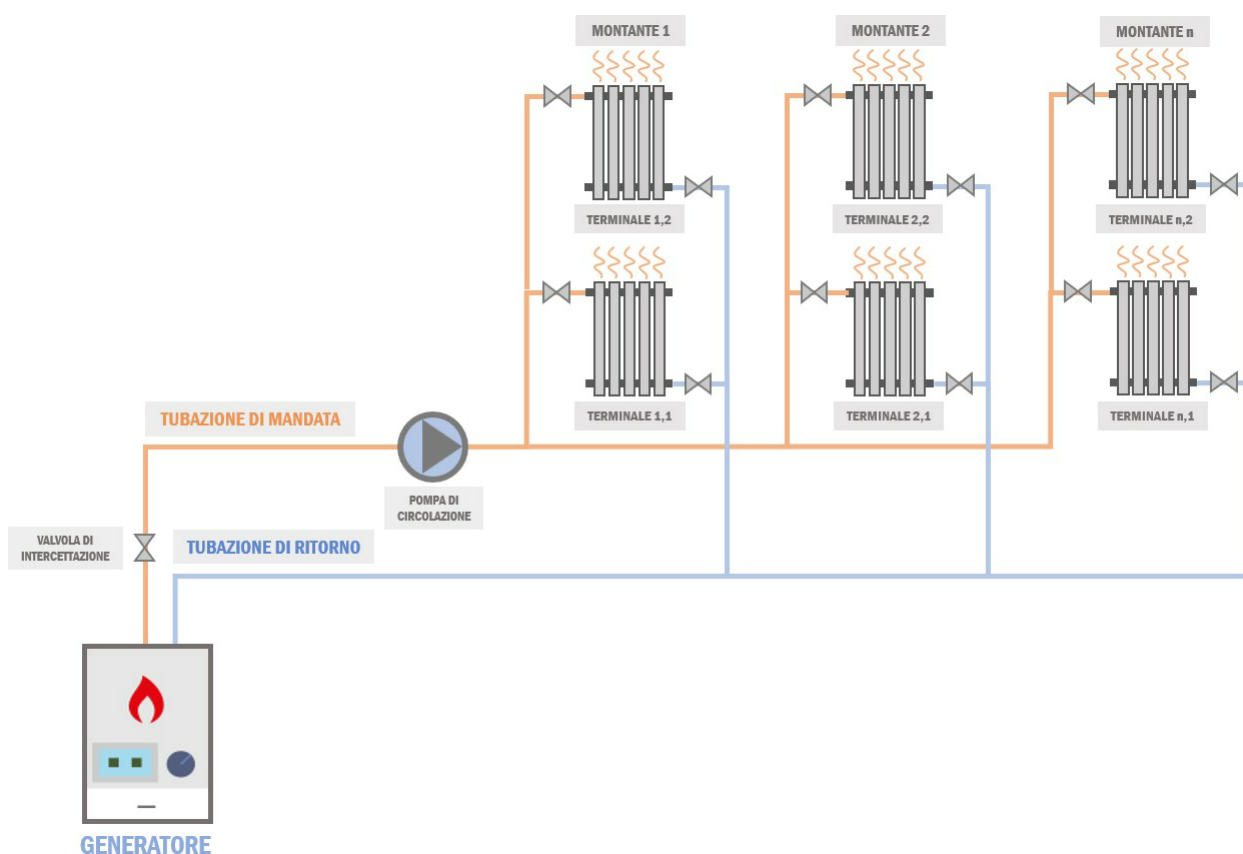 MONTANTE 1
MONTANTE 2
MONTANTE n
TERMINALE 1,2
TERMINALE 2,2
TERMINALE n,2
TERMINALE 1,1
TERMINALE 2,1
TERMINALE n,1
TUBAZIONE DI MANDATA
POMPA DI
CIRCOLAZIONE
VALVOLA DI
INTERCETTAZIONE
TUBAZIONE DI RITORNO
GENERATORE